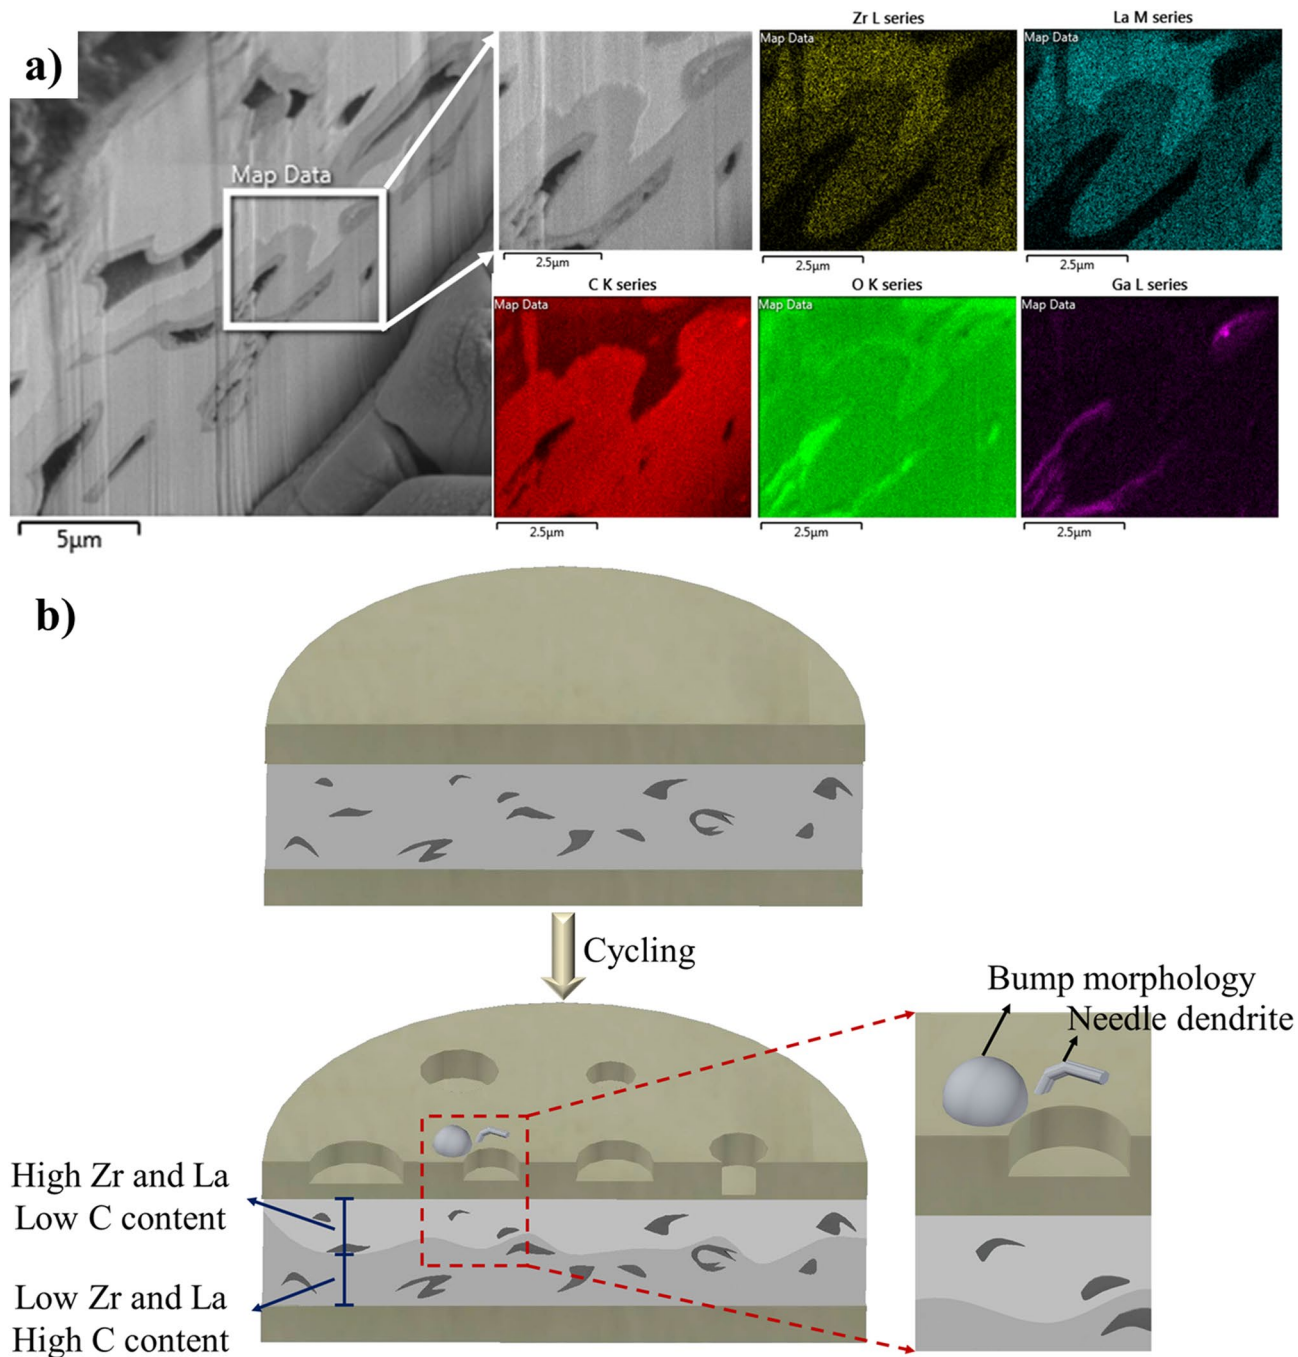 a)
Map Data
5µm
2.5µm
Zr L series
Map Data
2.5µm
La M series
Map Data
2.5µm
C K series
Map Data
2.5µm
O K series
Map Data
2.5µm
Ga L series
Map Data
2.5µm
b)
Cycling
Bump morphology
Needle dendrite
High Zr and La
Low C content
Low Zr and La
High C content